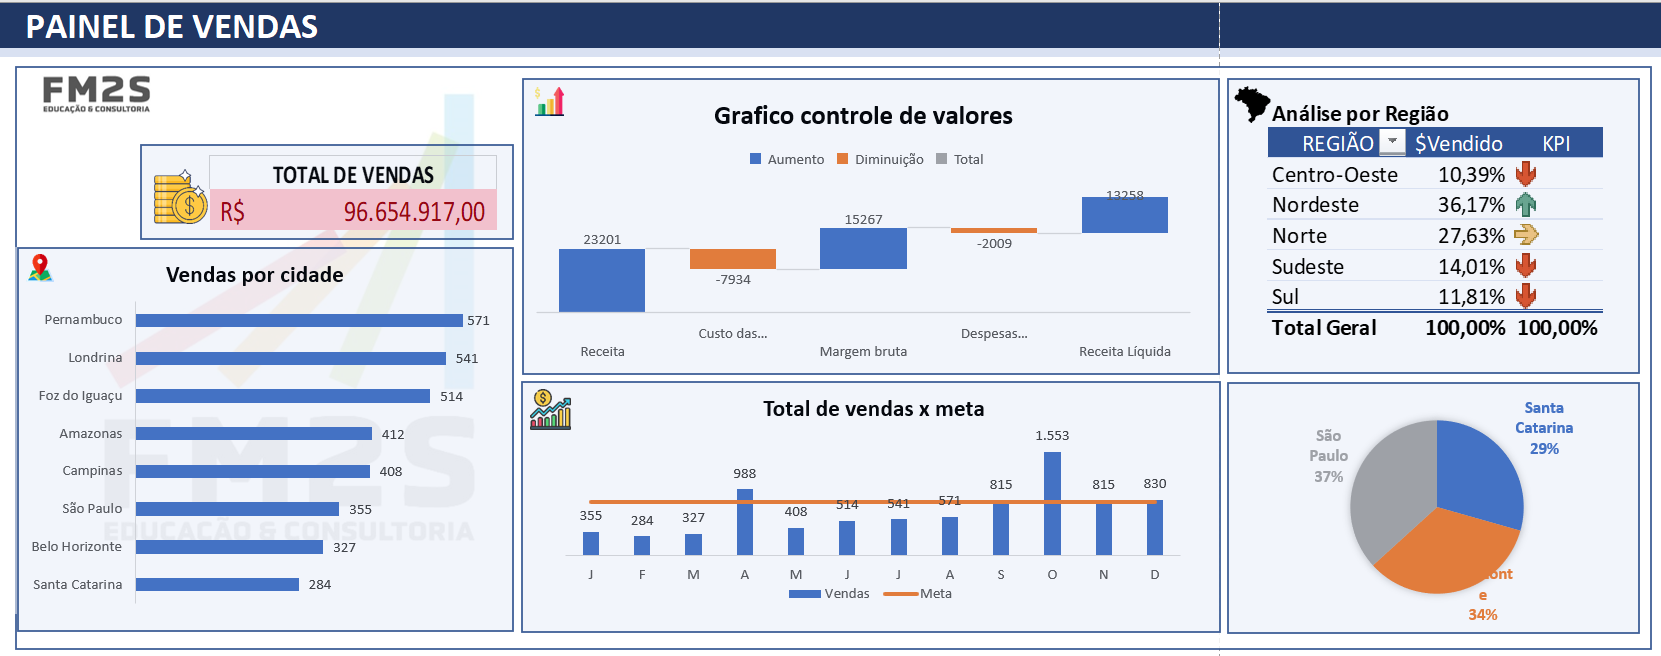 PAINEL DE VENDAS
FM2S
EDUCAÇÃO & CONSULTORIA
TOTAL DE VENDAS
R$ 96.654.917,00
Vendas por cidade
Pernambuco 571
Londrina 541
Foz do Iguaçu 514
Amazonas 412
Campinas 408
São Paulo 355
Belo Horizonte 327
Santa Catarina 284
FM2S
EDUCAÇÃO & CONSULTORIA
Grafico controle de valores
Aumento Diminuição Total
23201
-7934
15267
-2009
13258
Receita
Custo das...
Margem bruta
Despesas...
Receita Líquida
Total de vendas x meta
355 284 327 988 408 514 541 571 815 1.553 815 830
J F M A M J J A S O N D
Vendas Meta
Análise por Região
REGIÃO $Vendido KPI
Centro-Oeste 10,39%
Nordeste 36,17%
Norte 27,63%
Sudeste 14,01%
Sul 11,81%
Total Geral 100,00% 100,00%
Santa
Catarina
29%
São
Paulo
37%
e
34%